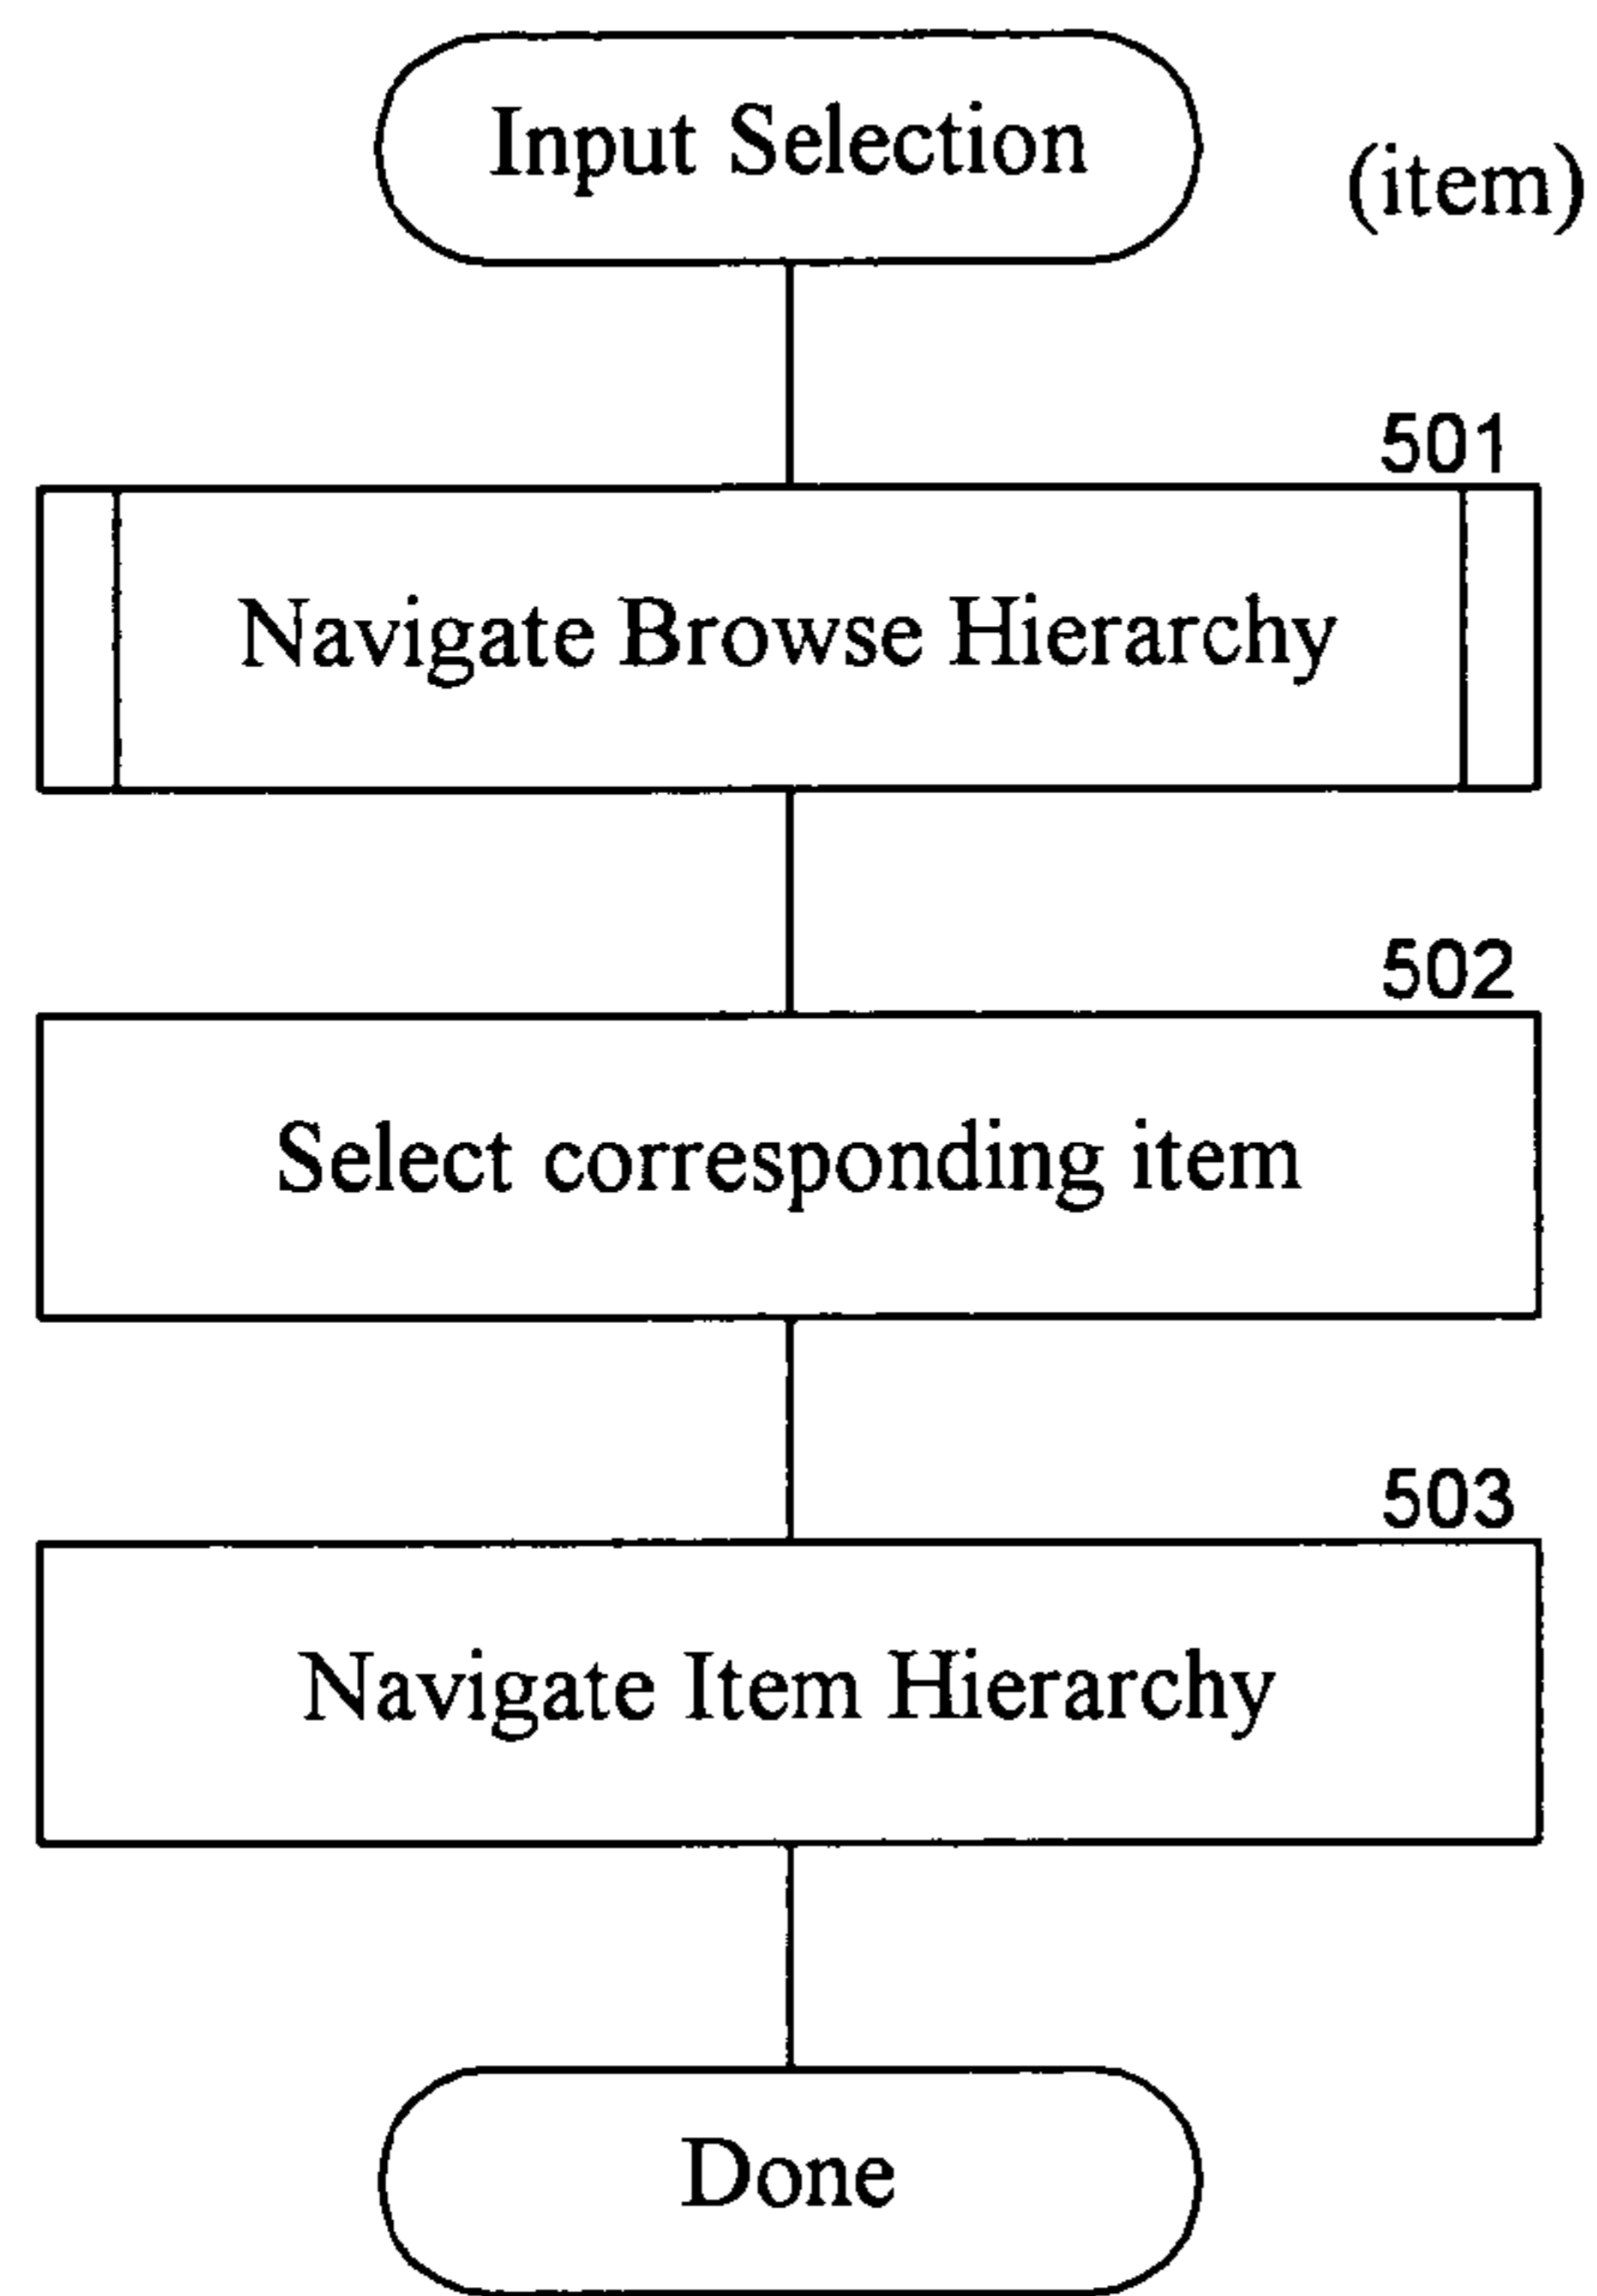 Input Selection
(item)
501
Navigate Browse Hierarchy
502
Select corresponding item
503
Navigate Item Hierarchy
Done